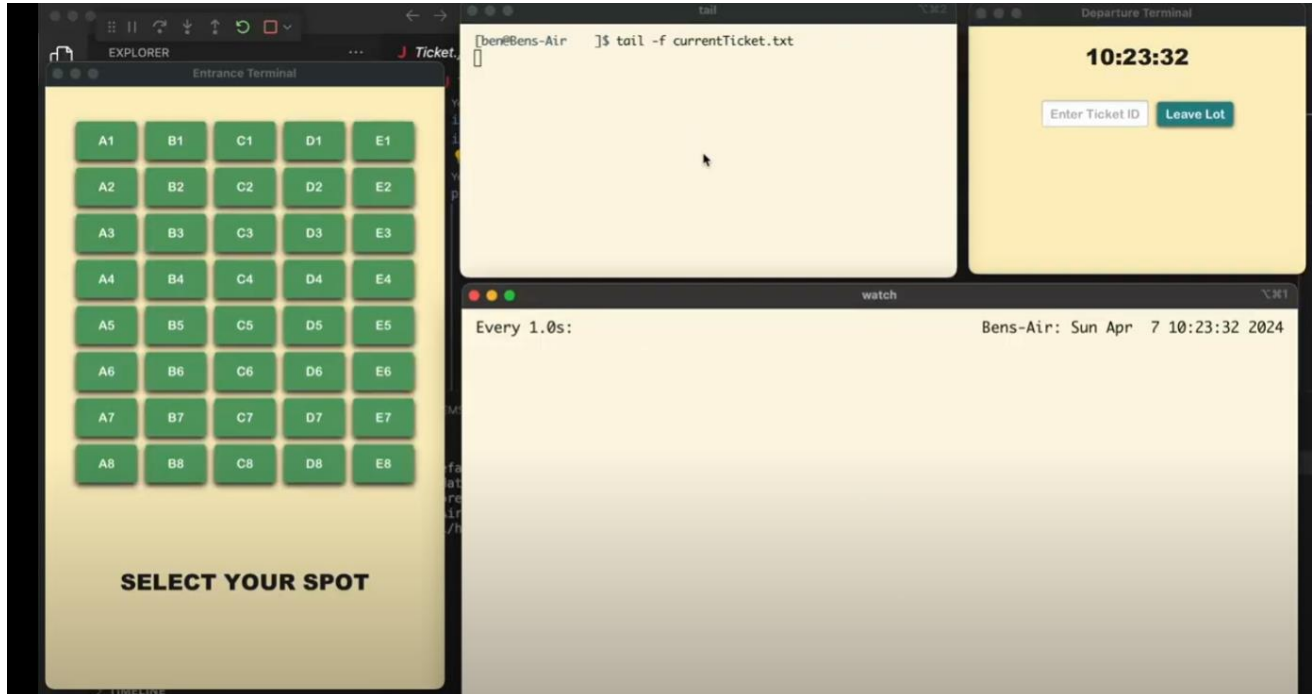 EXPLORER
...
Ticket.
Entrance Terminal
A1 B1 C1 D1 E1
A2 B2 C2 D2 E2
A3 B3 C3 D3 E3
A4 B4 C4 D4 E4
A5 B5 C5 D5 E5
A6 B6 C6 D6 E6
A7 B7 C7 D7 E7
A8 B8 C8 D8 E8
SELECT YOUR SPOT
TIMELINE
tail
⌥⌘2
[ben@Bens-Air ]$ tail -f currentTicket.txt
Departure Terminal
10:23:32
Enter Ticket ID Leave Lot
watch
⌥⌘1
Every 1.0s: Bens-Air: Sun Apr 7 10:23:32 2024